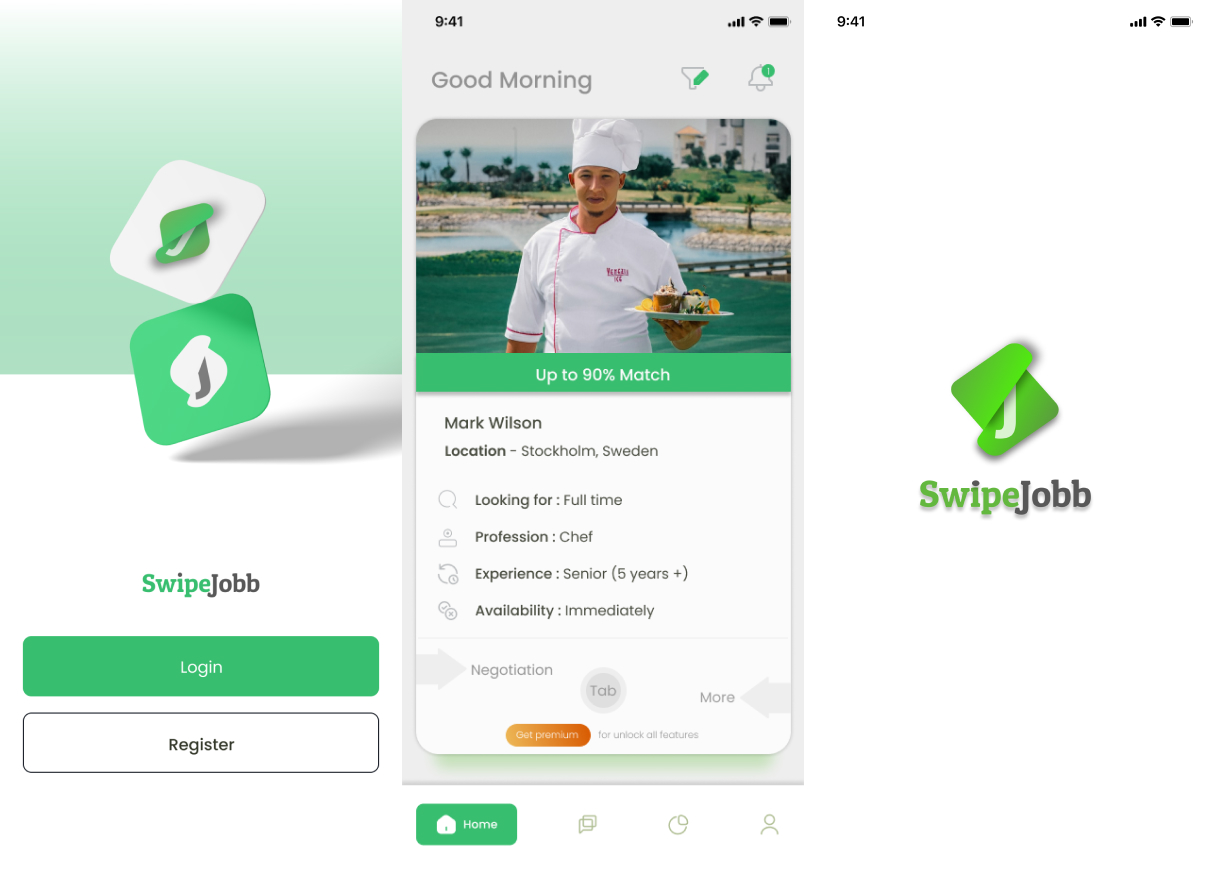 SwipeJobb
Login
Register
9:41
Good Morning
1
Up to 90% Match
Mark Wilson
Location - Stockholm, Sweden
Looking for : Full time
Profession : Chef
Experience : Senior (5 years +)
Availability : Immediately
Negotiation
Tab
More
Get premium for unlock all features
Home
9:41
J
SwipeJobb